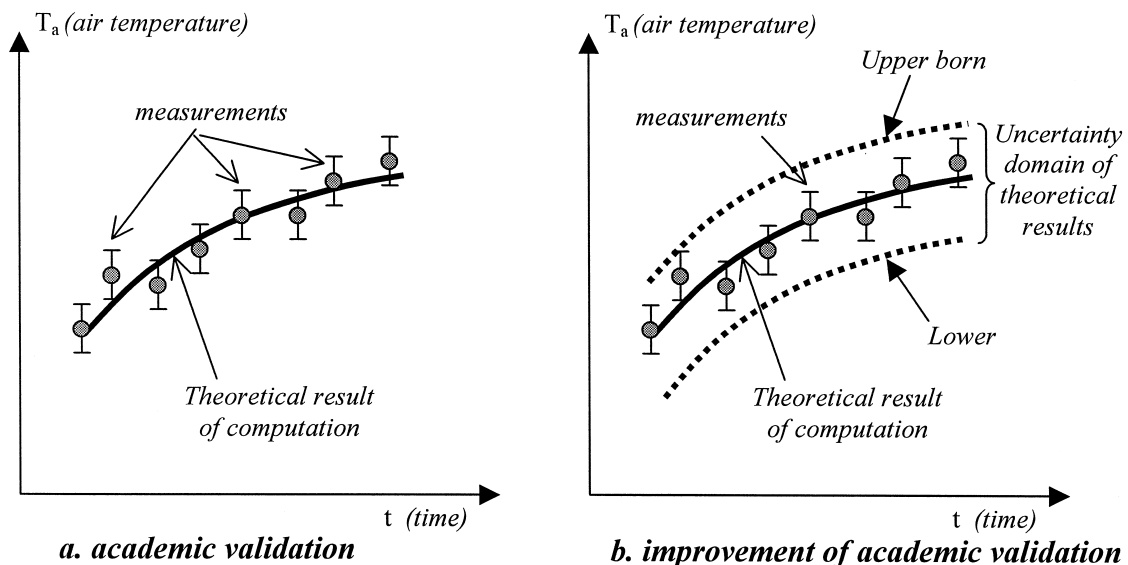 Ta (air temperature)
measurements
Theoretical result
of computation
t (time)
a. academic validation
Ta (air temperature)
Upper born
measurements
Uncertainty
domain of
theoretical
results
Lower
Theoretical result
of computation
t (time)
b. improvement of academic validation